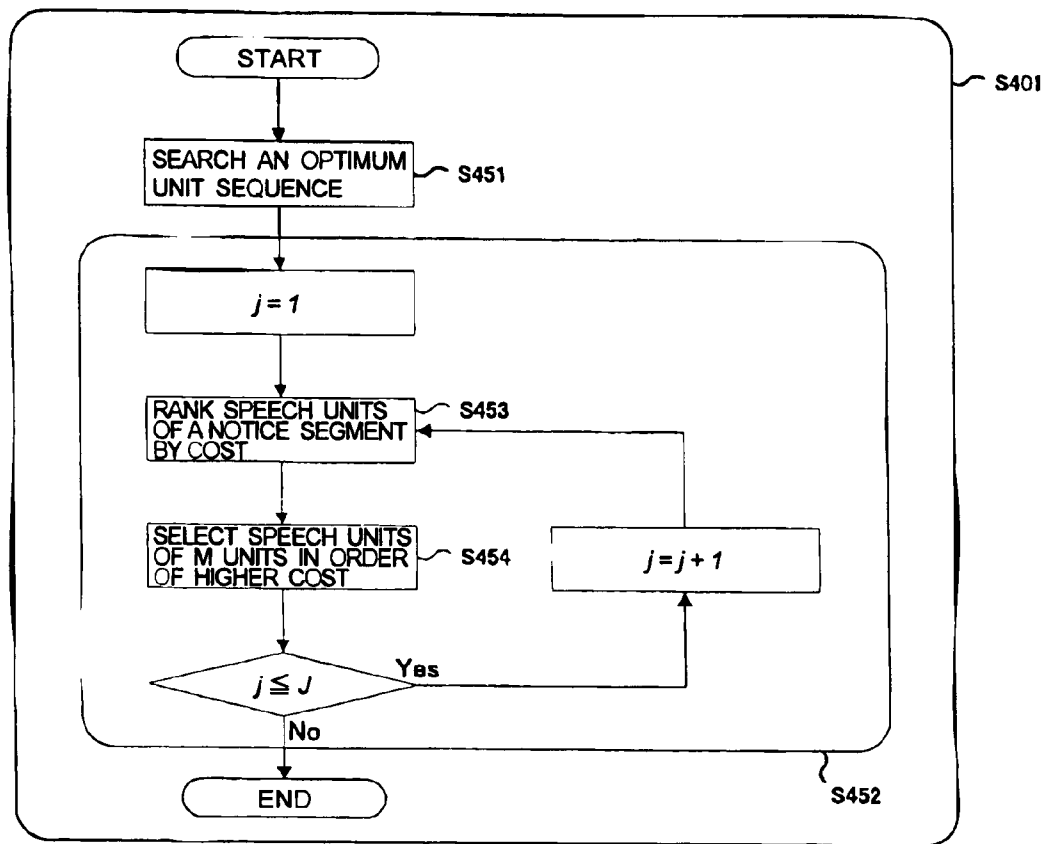 START
S401
SEARCH AN OPTIMUM
UNIT SEQUENCE
S451
j = 1
RANK SPEECH UNITS
OF A NOTICE SEGMENT
BY COST
S453
SELECT SPEECH UNITS
OF M UNITS IN ORDER
OF HIGHER COST
S454
j = j + 1
j ≦ J
Yes
No
S452
END